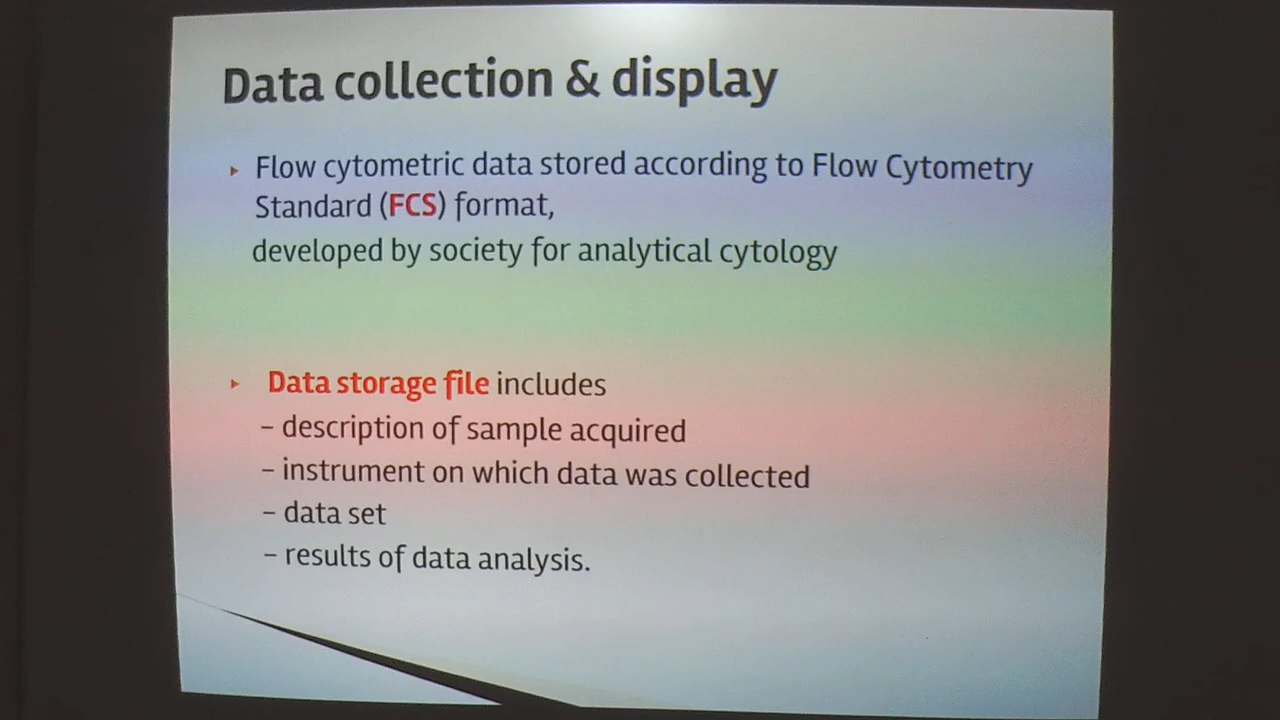 Data collection & display
Flow cytometric data stored according to Flow Cytometry
Standard (FCS) format,
developed by society for analytical cytology
Data storage file includes
– description of sample acquired
– instrument on which data was collected
– data set
– results of data analysis.